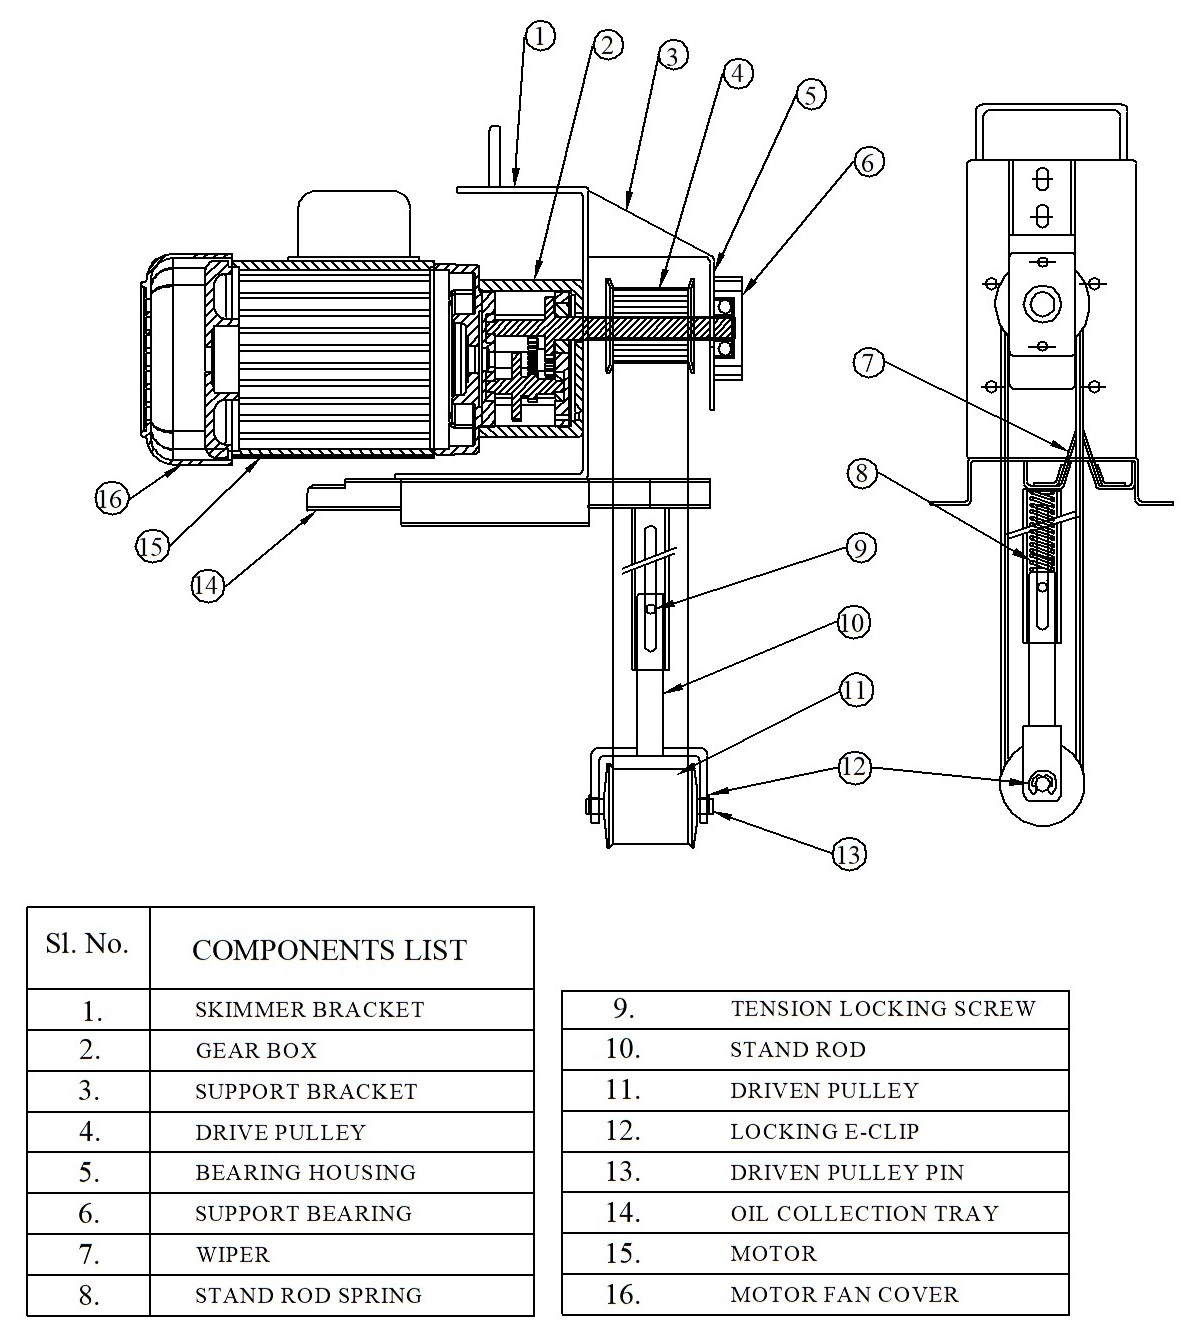 1
2
3
4
5
6
7
8
9
10
11
12
13
14
15
16
Sl. No. COMPONENTS LIST
1. SKIMMER BRACKET
2. GEAR BOX
3. SUPPORT BRACKET
4. DRIVE PULLEY
5. BEARING HOUSING
6. SUPPORT BEARING
7. WIPER
8. STAND ROD SPRING
9. TENSION LOCKING SCREW
10. STAND ROD
11. DRIVEN PULLEY
12. LOCKING E-CLIP
13. DRIVEN PULLEY PIN
14. OIL COLLECTION TRAY
15. MOTOR
16. MOTOR FAN COVER